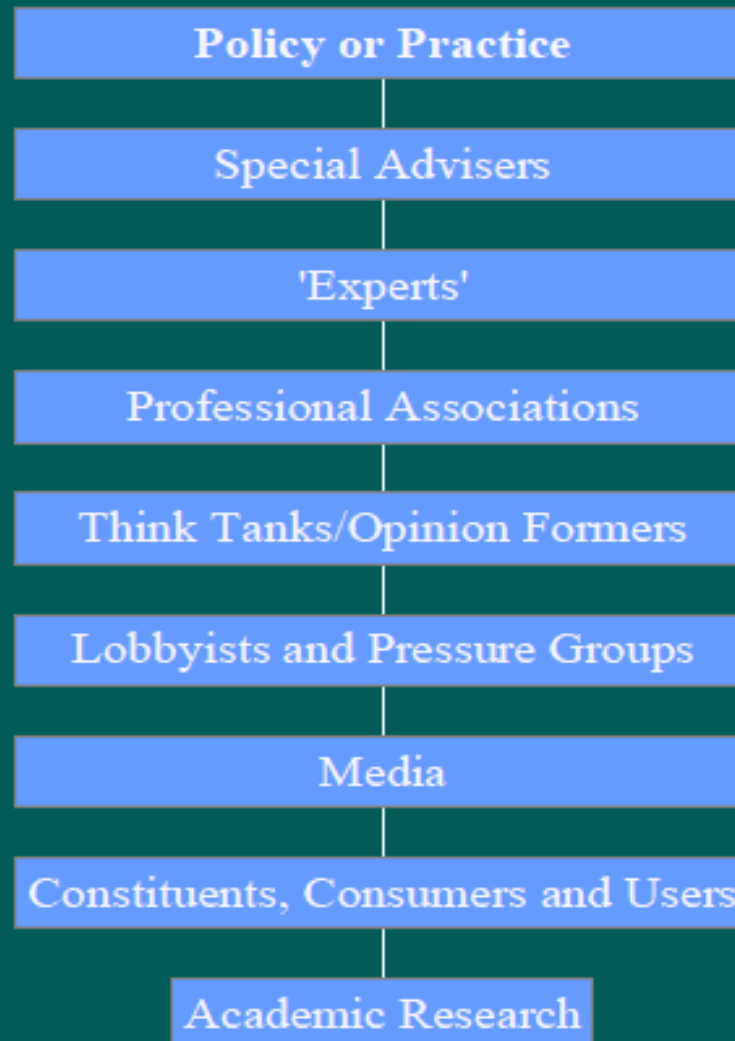 Policy or Practice
Special Advisers
'Experts'
Professional Associations
Think Tanks/Opinion Formers
Lobbyists and Pressure Groups
Media
Constituents, Consumers and Users
Academic Research